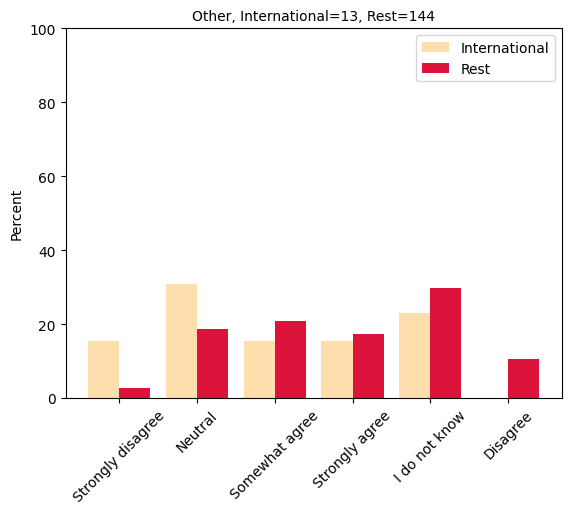 Other, International=13, Rest=144
International
Rest
Percent
100
80
60
40
20
0
Strongly disagree
Neutral
Somewhat agree
Strongly agree
I do not know
Disagree